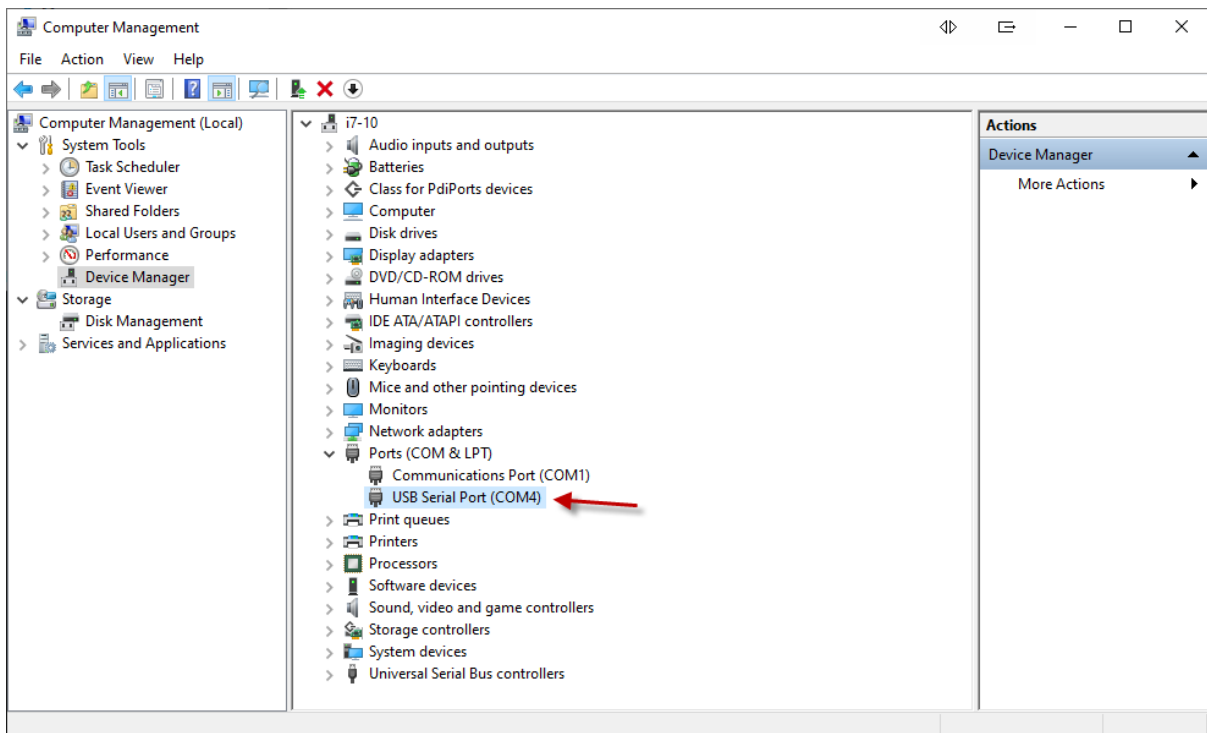 Computer Management
File Action View Help
Computer Management (Local)
System Tools
Task Scheduler
Event Viewer
Shared Folders
Local Users and Groups
Performance
Device Manager
Storage
Disk Management
Services and Applications
i7-10
Audio inputs and outputs
Batteries
Class for PdiPorts devices
Computer
Disk drives
Display adapters
DVD/CD-ROM drives
Human Interface Devices
IDE ATA/ATAPI controllers
Imaging devices
Keyboards
Mice and other pointing devices
Monitors
Network adapters
Ports (COM & LPT)
Communications Port (COM1)
USB Serial Port (COM4)
Print queues
Printers
Processors
Software devices
Sound, video and game controllers
Storage controllers
System devices
Universal Serial Bus controllers
Actions
Device Manager
More Actions